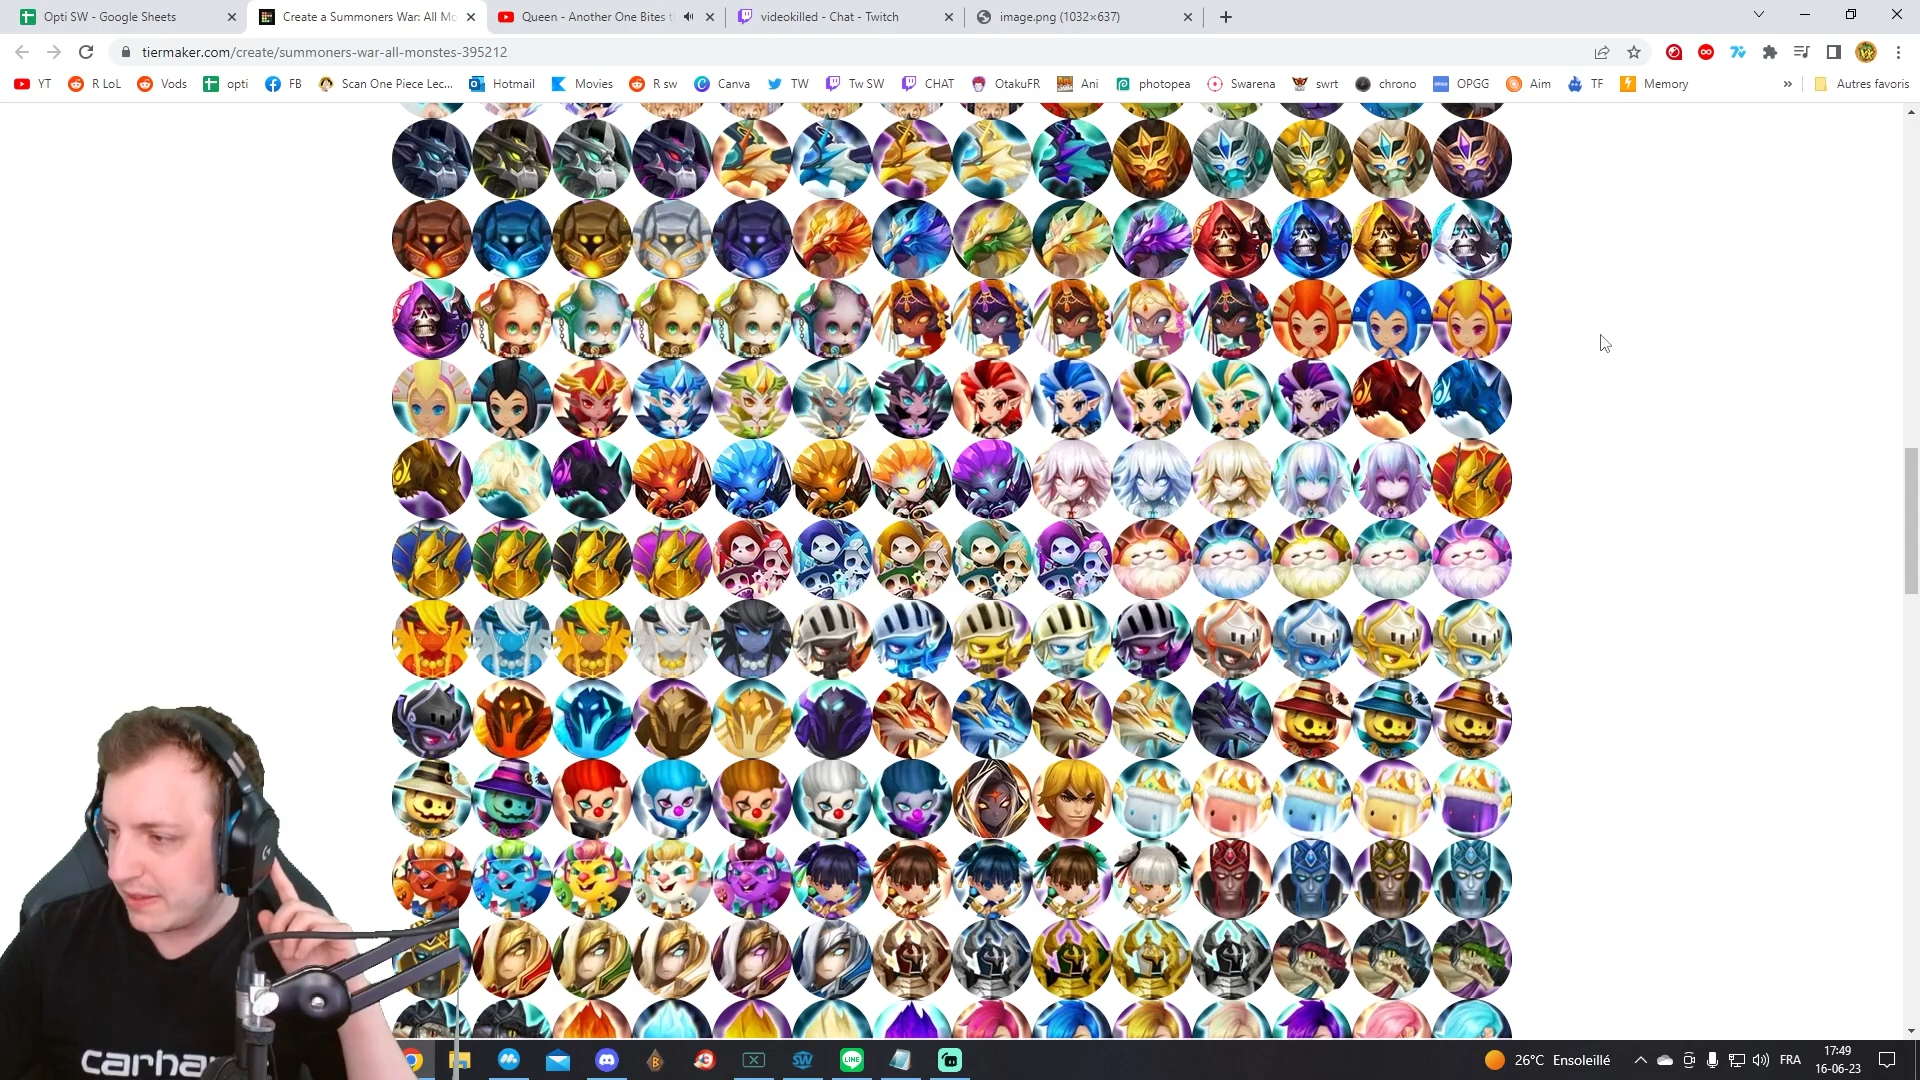 Opti SW - Google Sheets
Create a Summoners War: All Mo
Queen - Another One Bites t
videokilled - Chat - Twitch
image.png (1032×637)
tiermaker.com/create/summoners-war-all-monstes-395212
YT
R LoL
Vods
opti
FB
Scan One Piece Lec...
Hotmail
Movies
R sw
Canva
TW
Tw SW
CHAT
OtakuFR
Ani
photopea
Swarena
swrt
chrono
OPGG
Aim
TF
Memory
»
Autres favoris
carha
26°C Ensoleillé
FRA
17:49
16-06-23